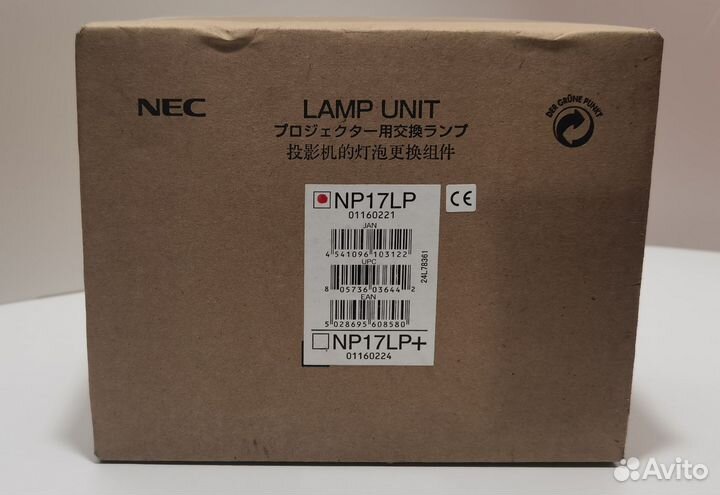 NEC
LAMP UNIT
プロジェクター用交換ランプ
投影机的灯泡更换组件
DER GRÜNE PUNKT
NP17LP
CE
01160221
JAN
4 541096 103122
UPC
8 05736 03644 2
EAN
5 028695 608580
24L78361
NP17LP+
01160224
Avito